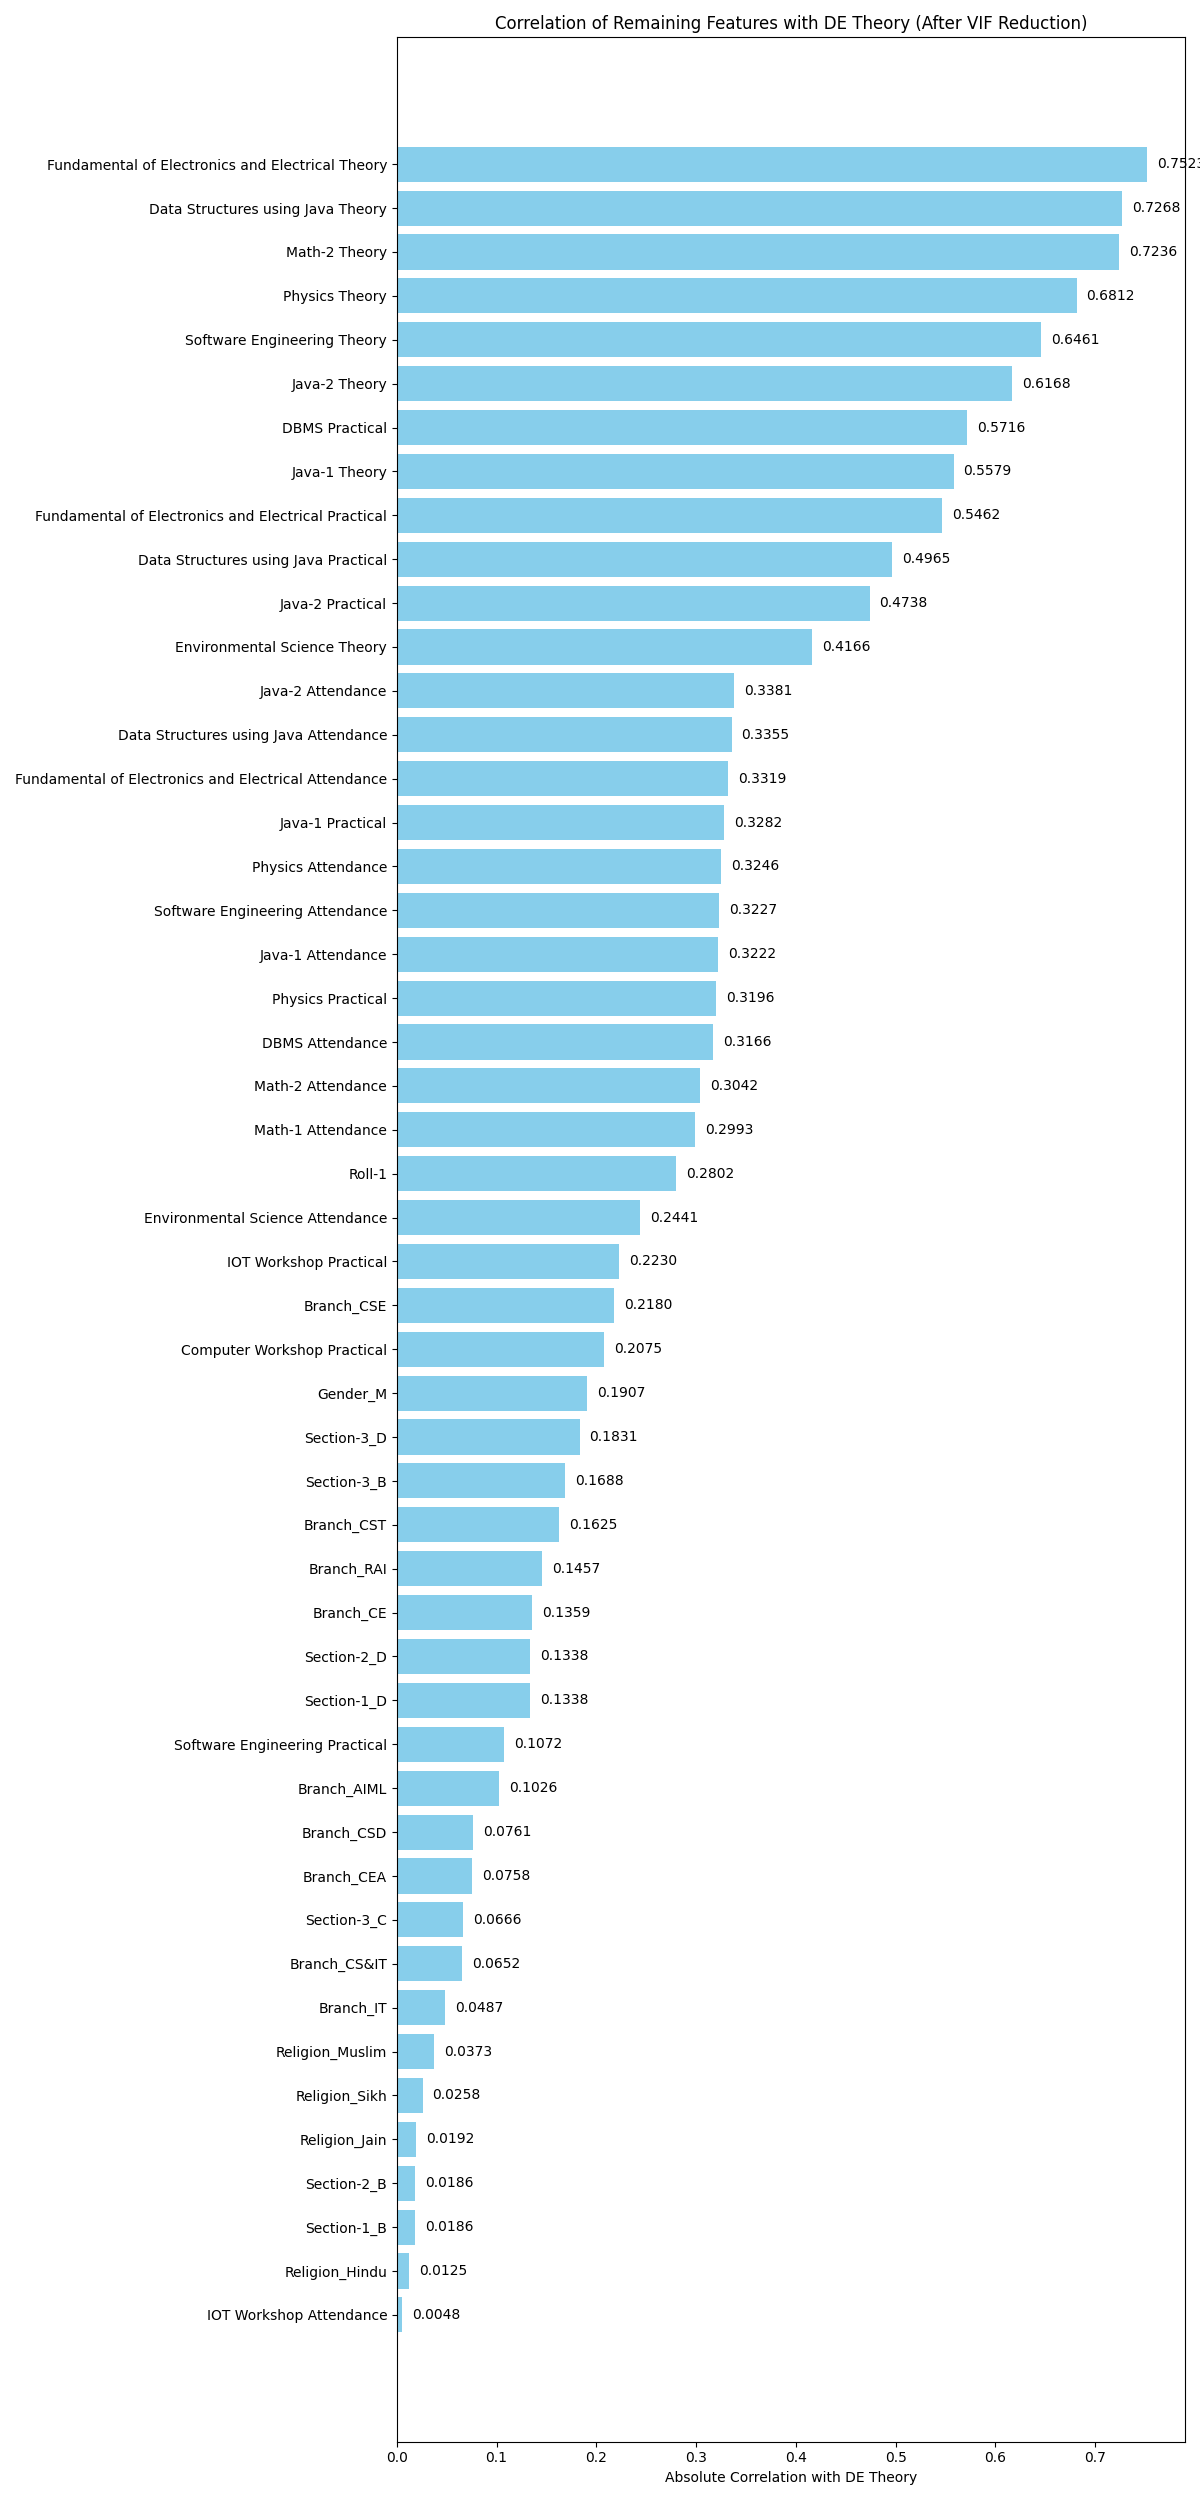 Correlation of Remaining Features with DE Theory (After VIF Reduction)
Fundamental of Electronics and Electrical Theory 0.7523
Data Structures using Java Theory 0.7268
Math-2 Theory 0.7236
Physics Theory 0.6812
Software Engineering Theory 0.6461
Java-2 Theory 0.6168
DBMS Practical 0.5716
Java-1 Theory 0.5579
Fundamental of Electronics and Electrical Practical 0.5462
Data Structures using Java Practical 0.4965
Java-2 Practical 0.4738
Environmental Science Theory 0.4166
Java-2 Attendance 0.3381
Data Structures using Java Attendance 0.3355
Fundamental of Electronics and Electrical Attendance 0.3319
Java-1 Practical 0.3282
Physics Attendance 0.3246
Software Engineering Attendance 0.3227
Java-1 Attendance 0.3222
Physics Practical 0.3196
DBMS Attendance 0.3166
Math-2 Attendance 0.3042
Math-1 Attendance 0.2993
Roll-1 0.2802
Environmental Science Attendance 0.2441
IOT Workshop Practical 0.2230
Branch_CSE 0.2180
Computer Workshop Practical 0.2075
Gender_M 0.1907
Section-3_D 0.1831
Section-3_B 0.1688
Branch_CST 0.1625
Branch_RAI 0.1457
Branch_CE 0.1359
Section-2_D 0.1338
Section-1_D 0.1338
Software Engineering Practical 0.1072
Branch_AIML 0.1026
Branch_CSD 0.0761
Branch_CEA 0.0758
Section-3_C 0.0666
Branch_CS&IT 0.0652
Branch_IT 0.0487
Religion_Muslim 0.0373
Religion_Sikh 0.0258
Religion_Jain 0.0192
Section-2_B 0.0186
Section-1_B 0.0186
Religion_Hindu 0.0125
IOT Workshop Attendance 0.0048
0.0 0.1 0.2 0.3 0.4 0.5 0.6 0.7
Absolute Correlation with DE Theory